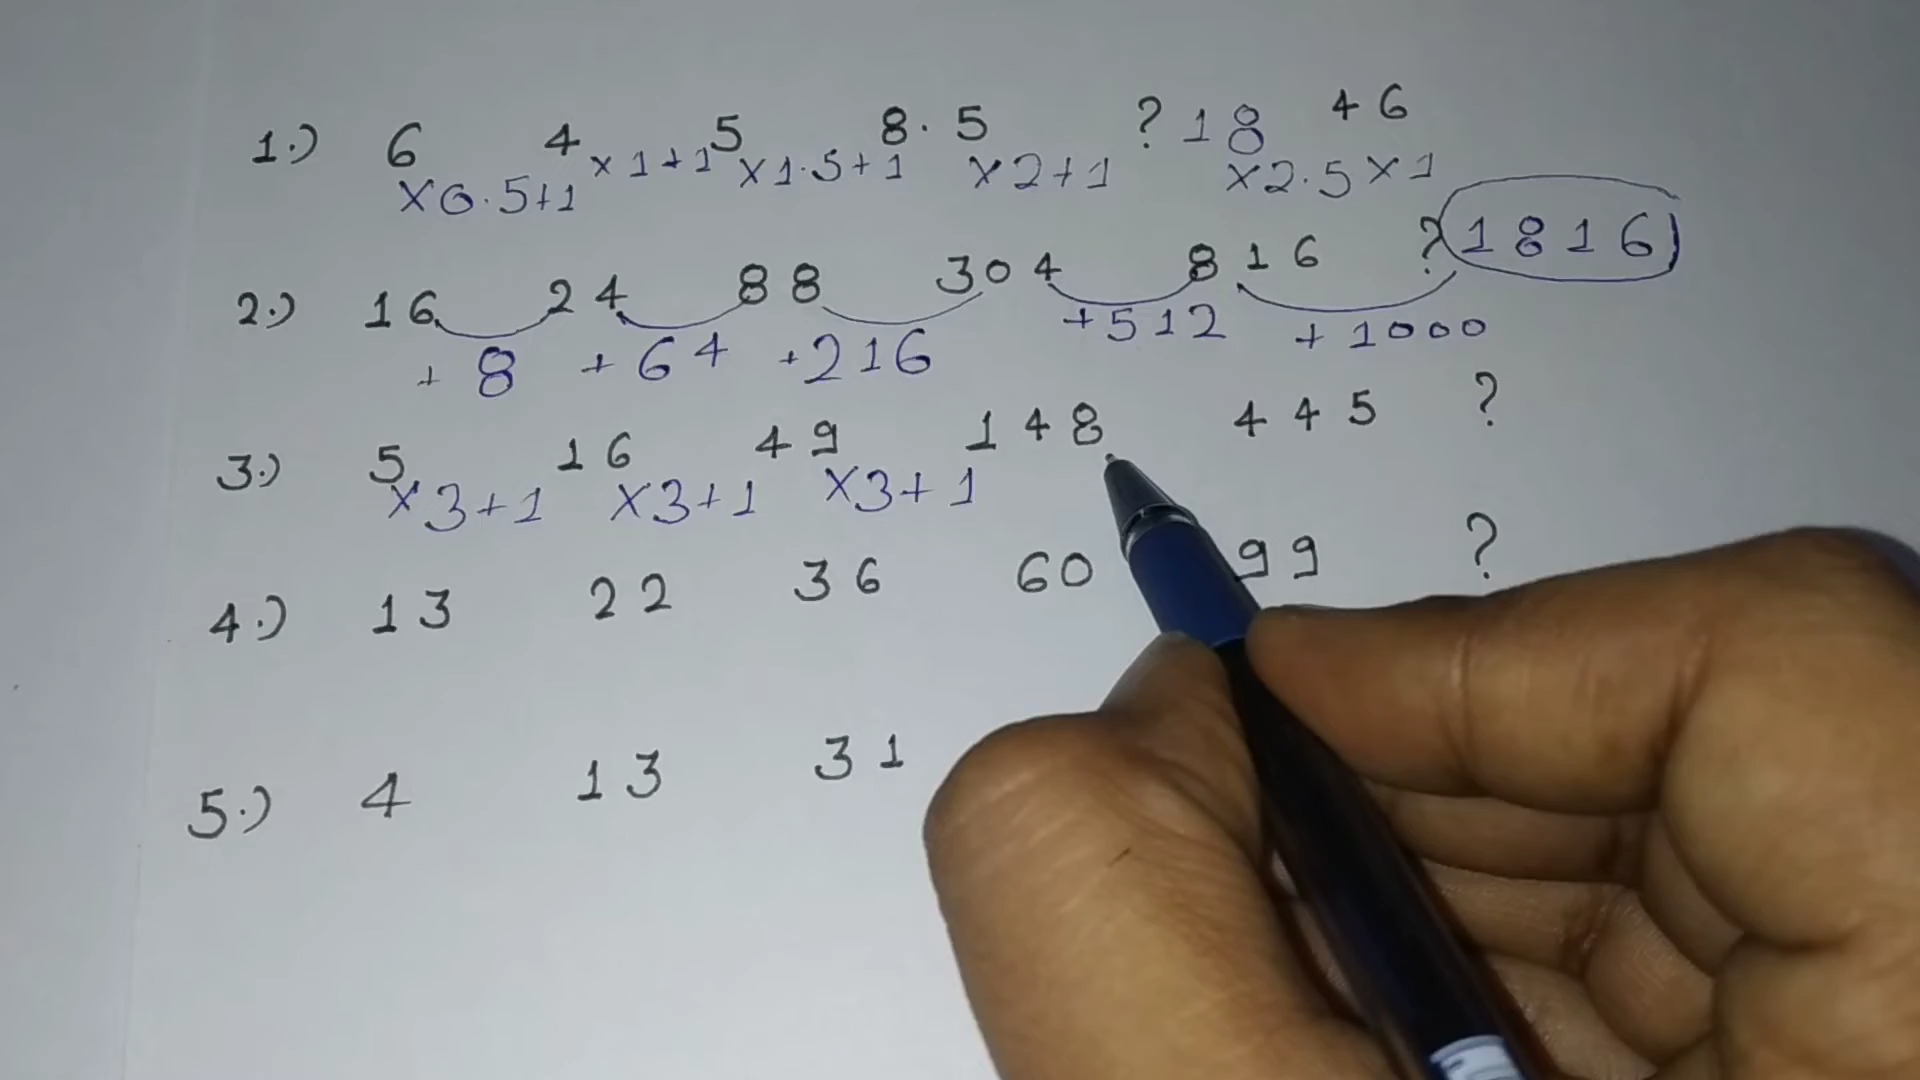 1.) 6 4 5 8.5 ? 18 46
×0.5+1 ×1+1 ×1.5+1 ×2+1 ×2.5×1
2.) 16 24 88 304 816 ? 1816
+8 +64 +216 +512 +1000
3.) 5 16 49 148 445 ?
×3+1 ×3+1 ×3+1
4.) 13 22 36 60 99 ?
5.) 4 13 31